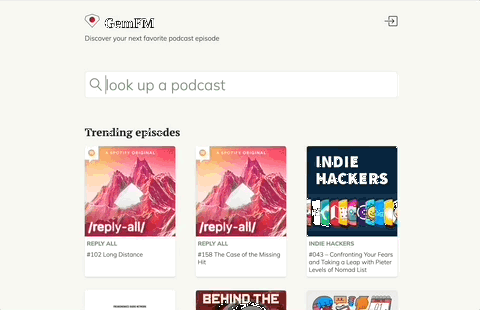 GemFM
Discover your next favorite podcast episode
look up a podcast
Trending episodes
A SPOTIFY ORIGINAL
/reply-all/
REPLY ALL
#102 Long Distance
A SPOTIFY ORIGINAL
/reply-all/
REPLY ALL
#158 The Case of the Missing
Hit
INDIE
HACKERS
INDIE HACKERS
#043 – Confronting Your Fears
and Taking a Leap with Pieter
Levels of Nomad List
BEHIND THE